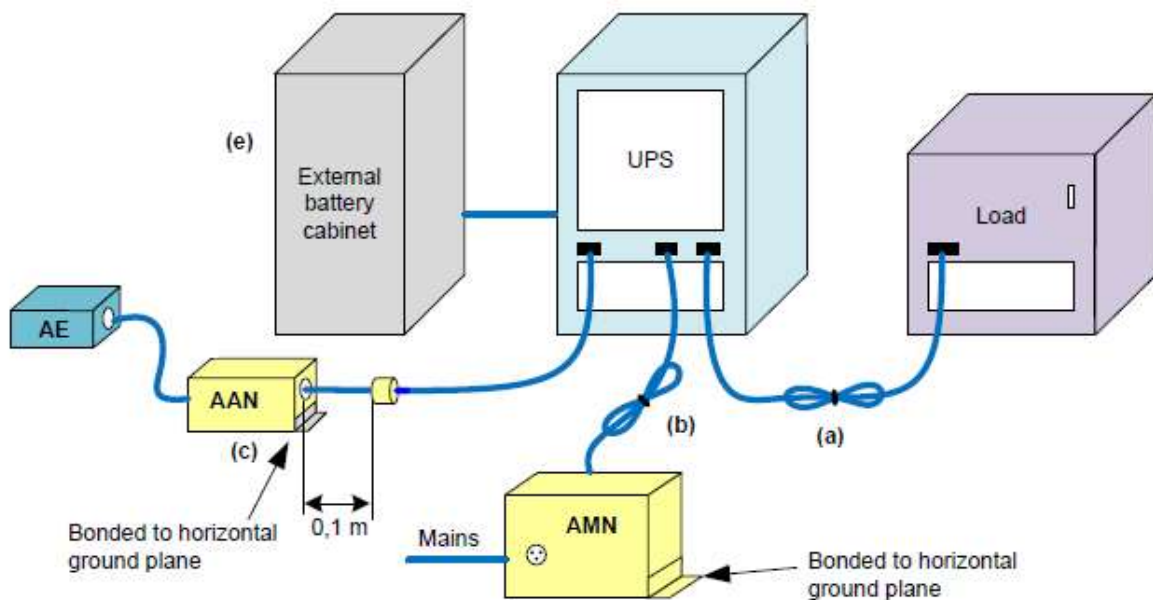 (e)
External
battery
cabinet
UPS
Load
AE
AAN
(c)
(b)
(a)
Bonded to horizontal
ground plane
0,1 m
Mains
AMN
Bonded to horizontal
ground plane